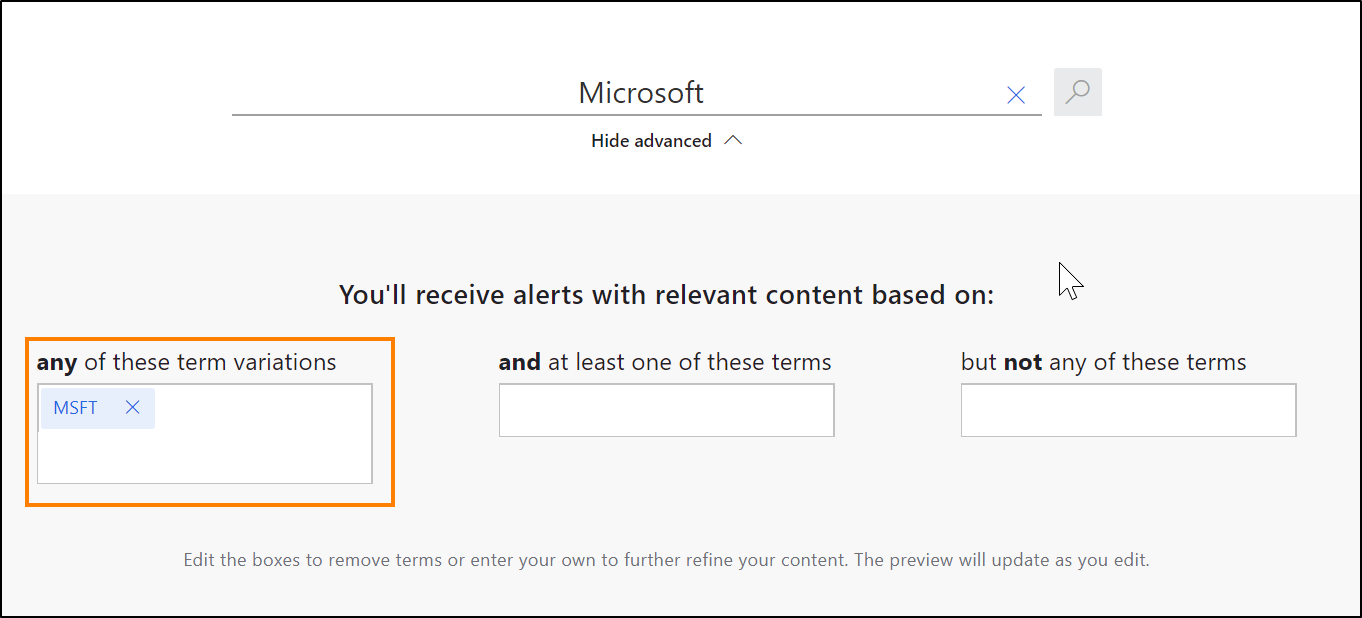 Microsoft
Hide advanced
You'll receive alerts with relevant content based on:
any of these term variations
MSFT
and at least one of these terms
but not any of these terms
Edit the boxes to remove terms or enter your own to further refine your content. The preview will update as you edit.